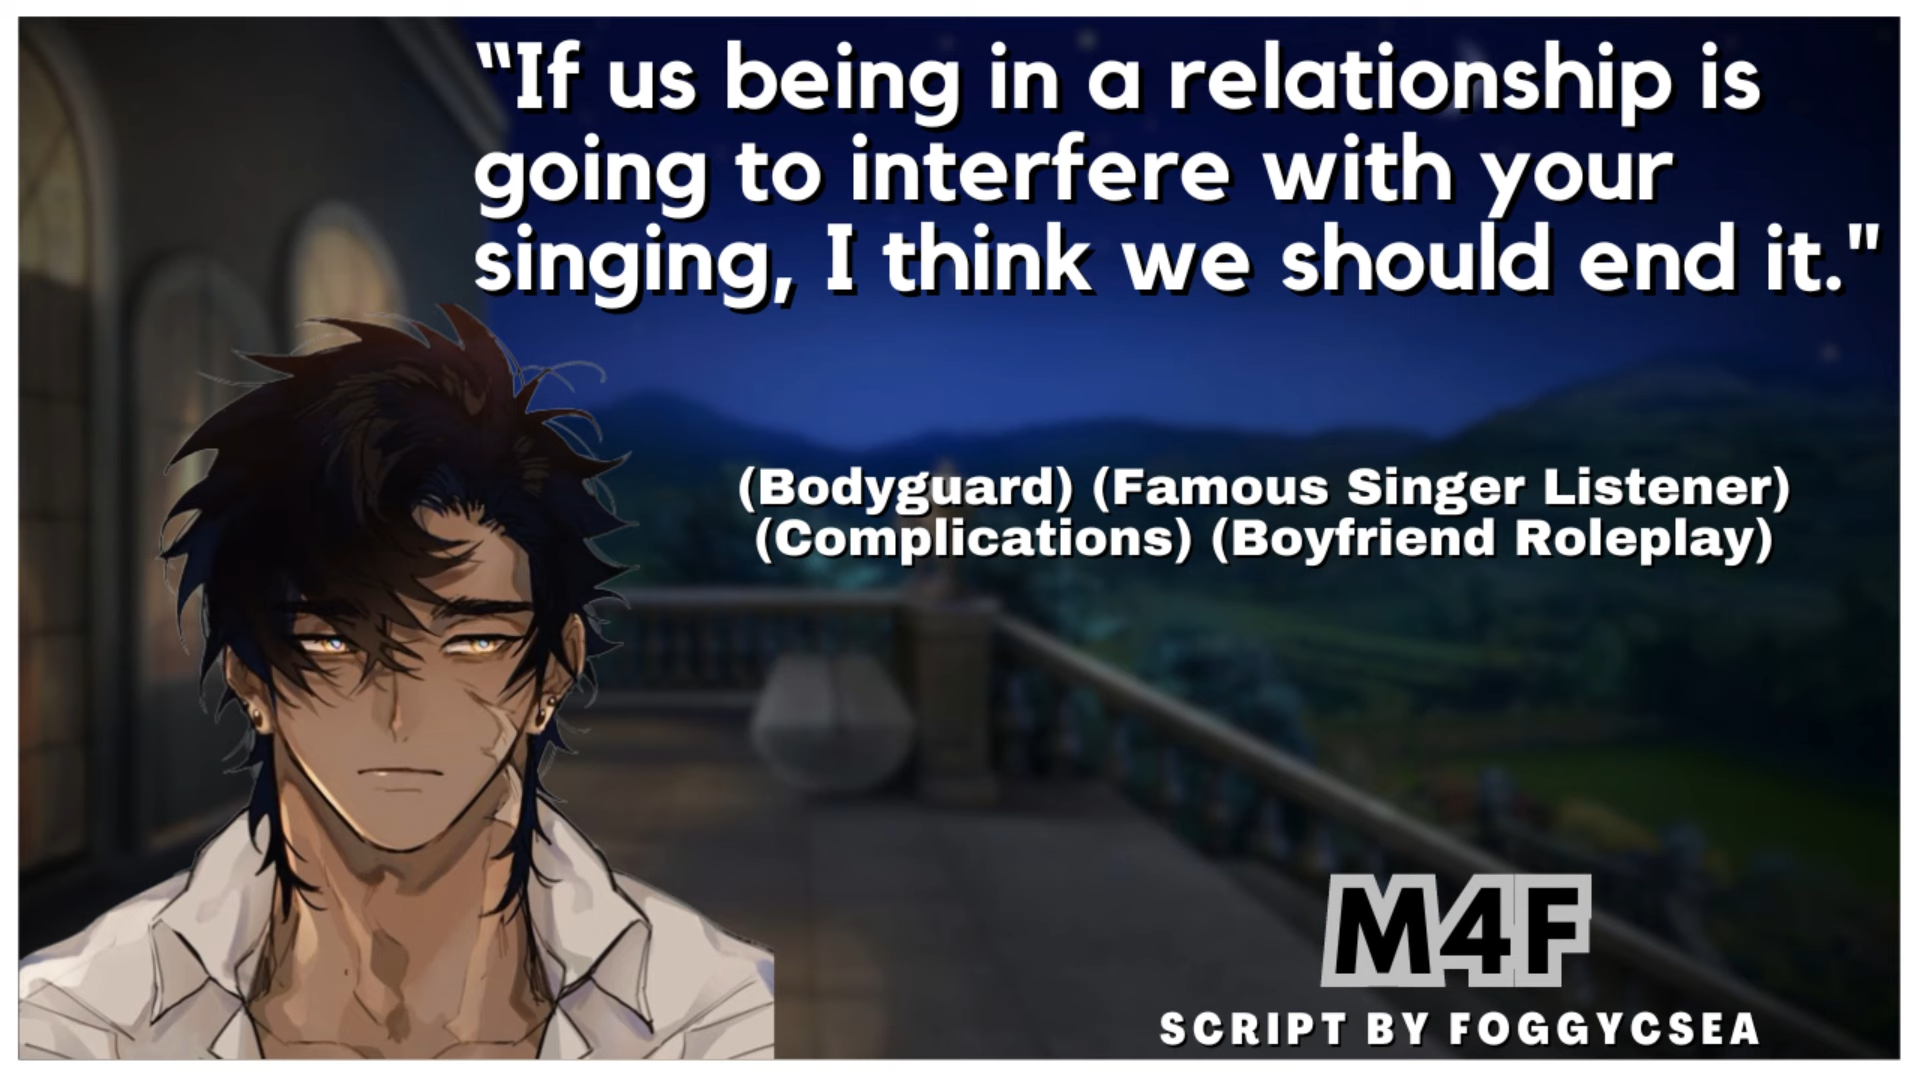 “If us being in a relationship is
going to interfere with your
singing, I think we should end it."
(Bodyguard) (Famous Singer Listener)
(Complications) (Boyfriend Roleplay)
M4F
SCRIPT BY FOGGYCSEA